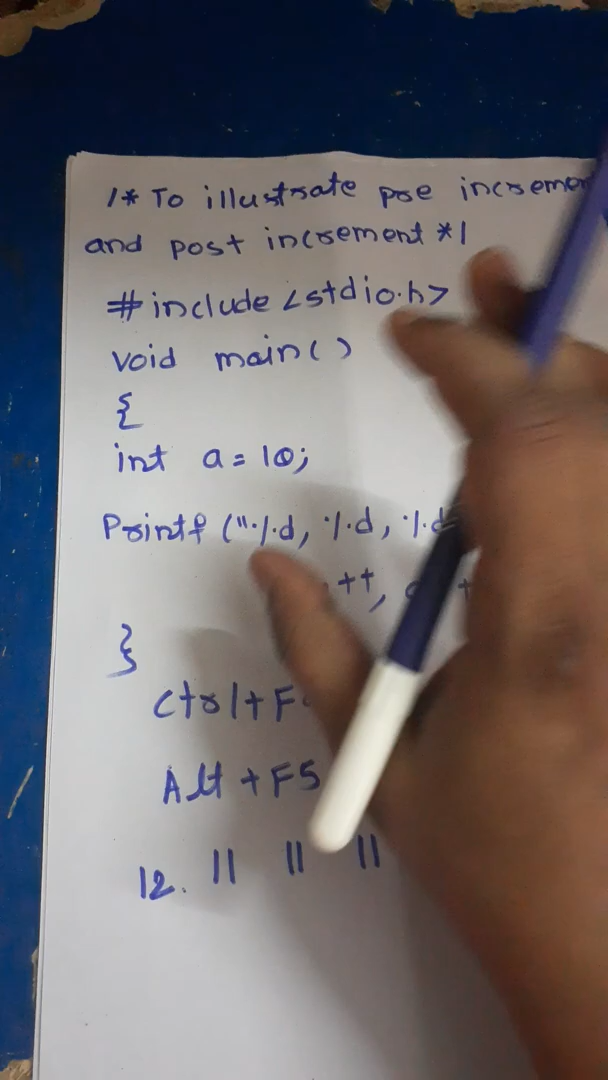 /* To illustrate pre increment
and post increment */
#include <stdio.h>
void main()
{
int a = 10;
Printf ("%d, %d, %d
++,
}
Ctrl + F
Alt + F5
12. 11 11 11